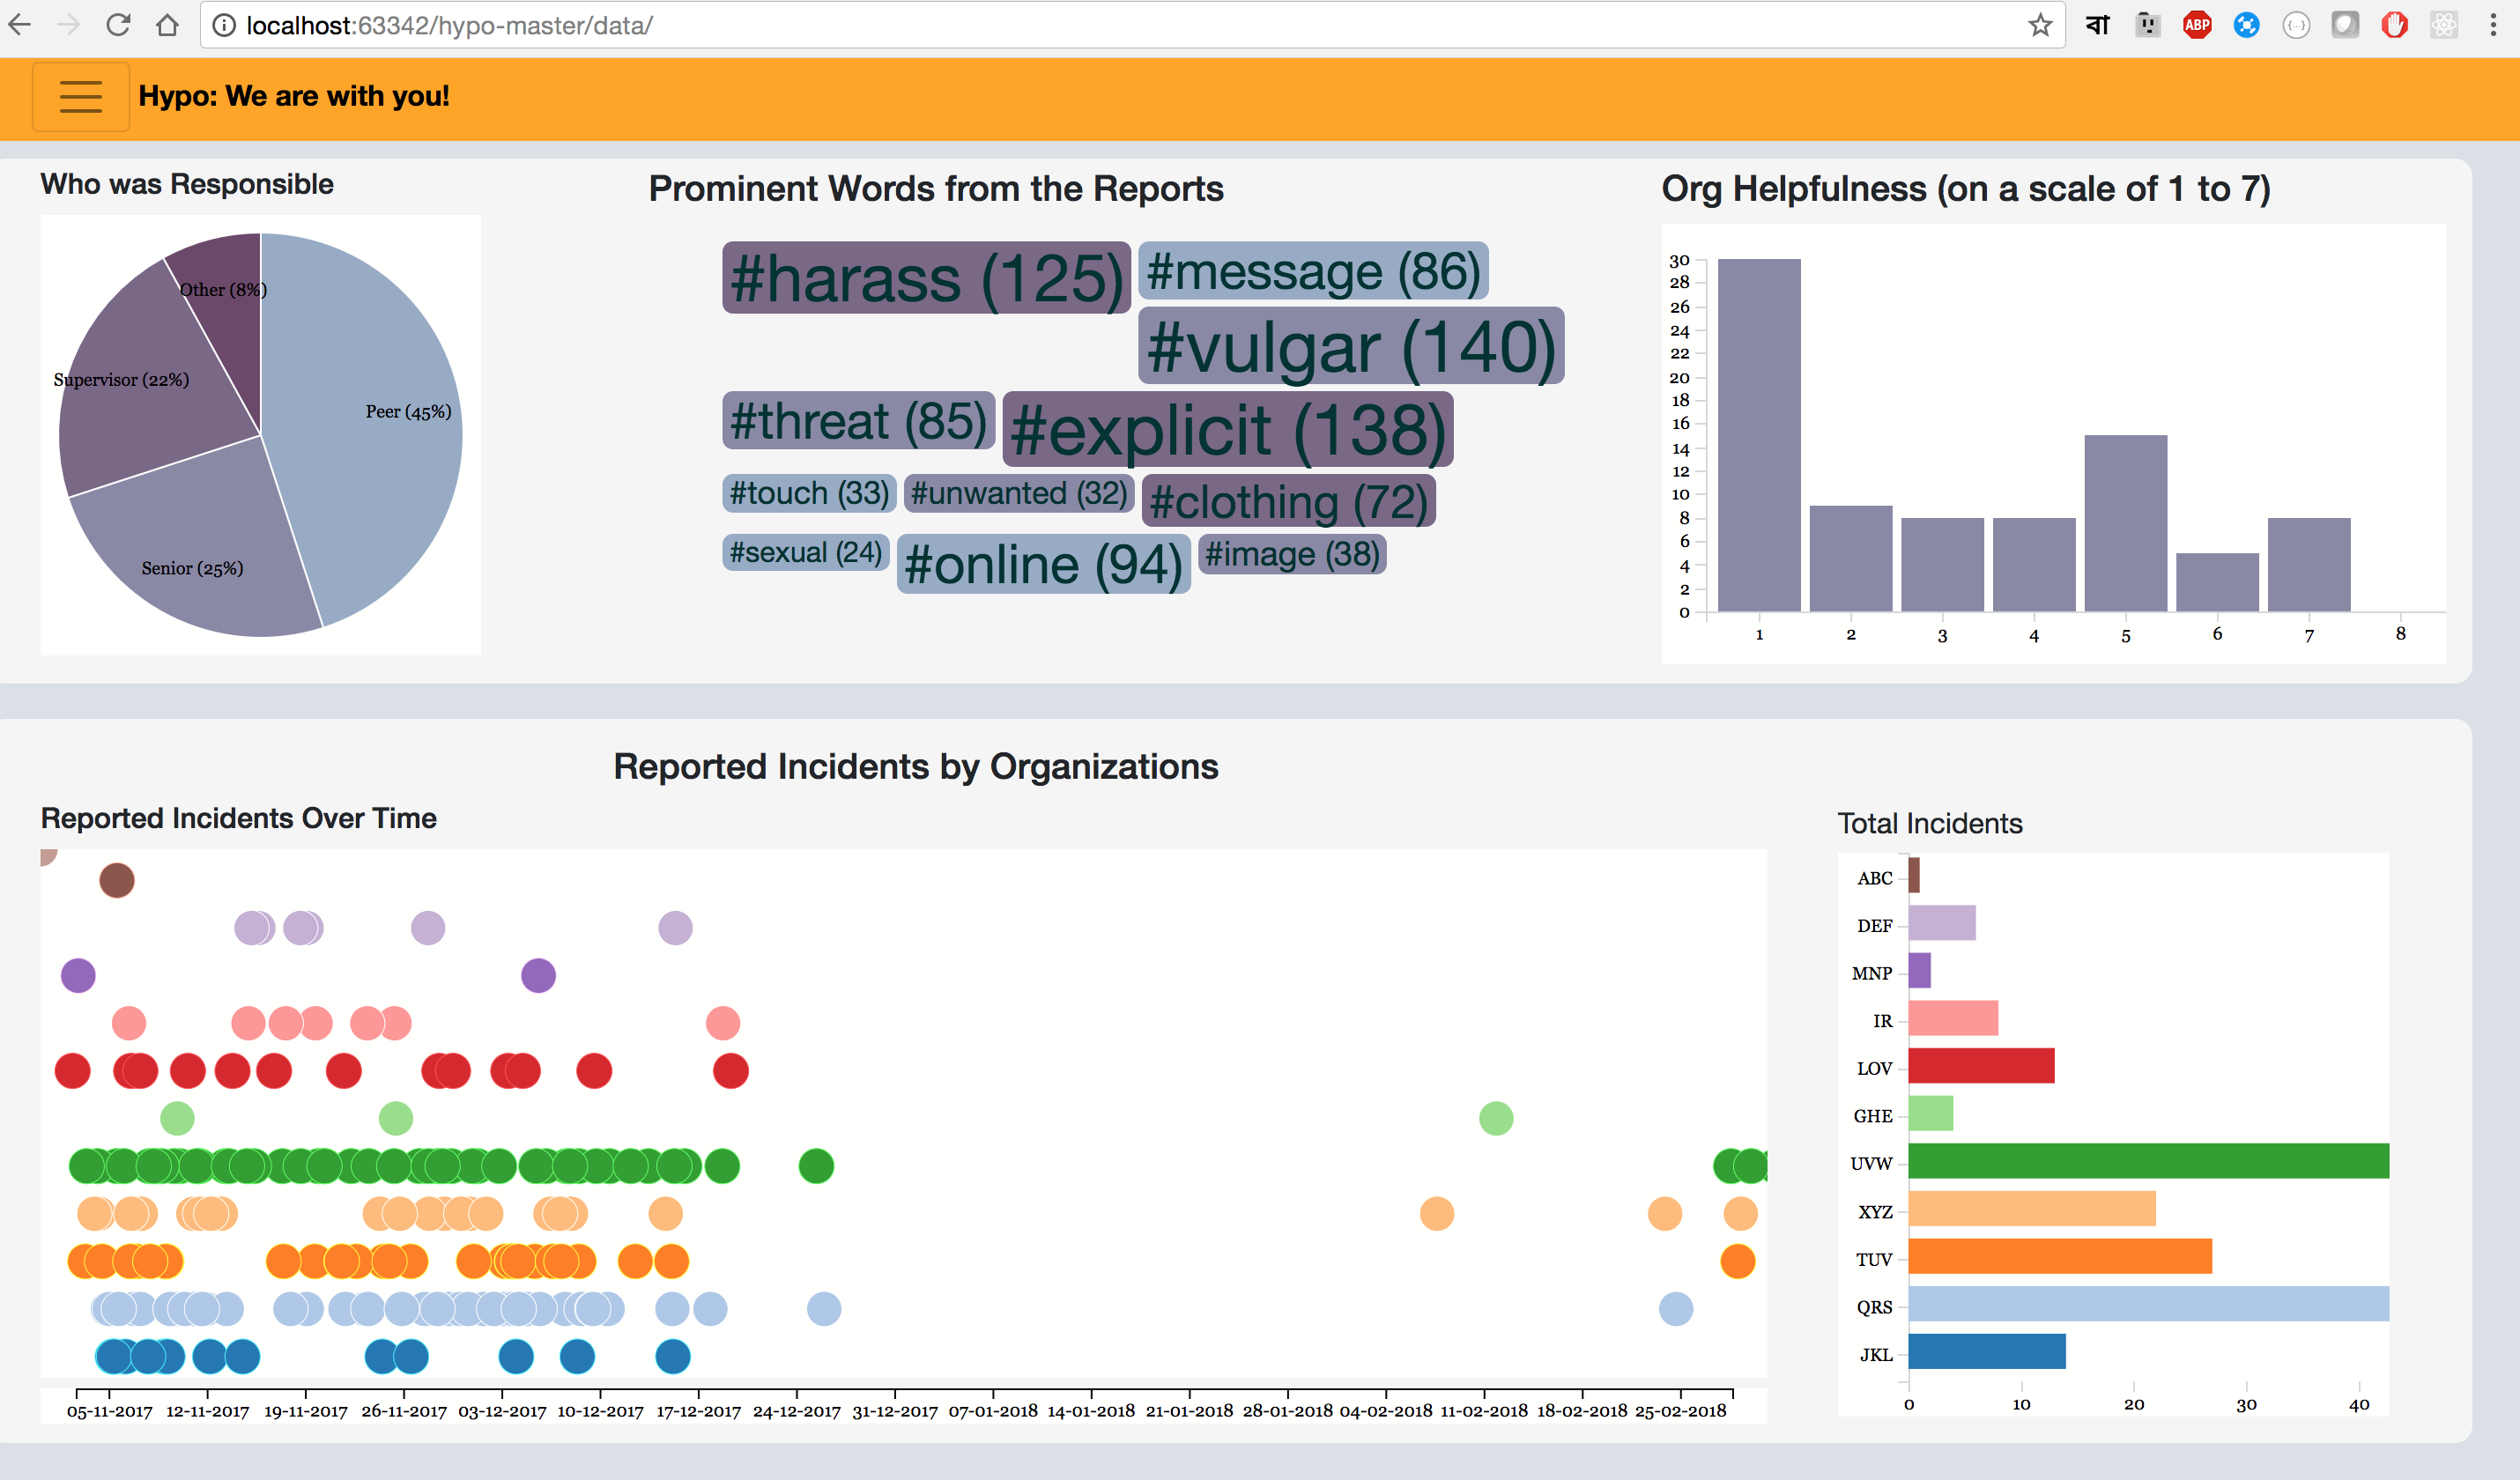 localhost:63342/hypo-master/data/
বা
ABP
{...}
Hypo: We are with you!
Who was Responsible
Other (8%)
Supervisor (22%)
Peer (45%)
Senior (25%)
Prominent Words from the Reports
#harass (125) #message (86)
#vulgar (140)
#threat (85) #explicit (138)
#touch (33) #unwanted (32) #clothing (72)
#sexual (24) #online (94) #image (38)
Org Helpfulness (on a scale of 1 to 7)
30
28
26
24
22
20
18
16
14
12
10
8
6
4
2
0
1 2 3 4 5 6 7 8
Reported Incidents by Organizations
Reported Incidents Over Time
05-11-2017 12-11-2017 19-11-2017 26-11-2017 03-12-2017 10-12-2017 17-12-2017 24-12-2017 31-12-2017 07-01-2018 14-01-2018 21-01-2018 28-01-2018 04-02-2018 11-02-2018 18-02-2018 25-02-2018
Total Incidents
ABC
DEF
MNP
IR
LOV
GHE
UVW
XYZ
TUV
QRS
JKL
0 10 20 30 40